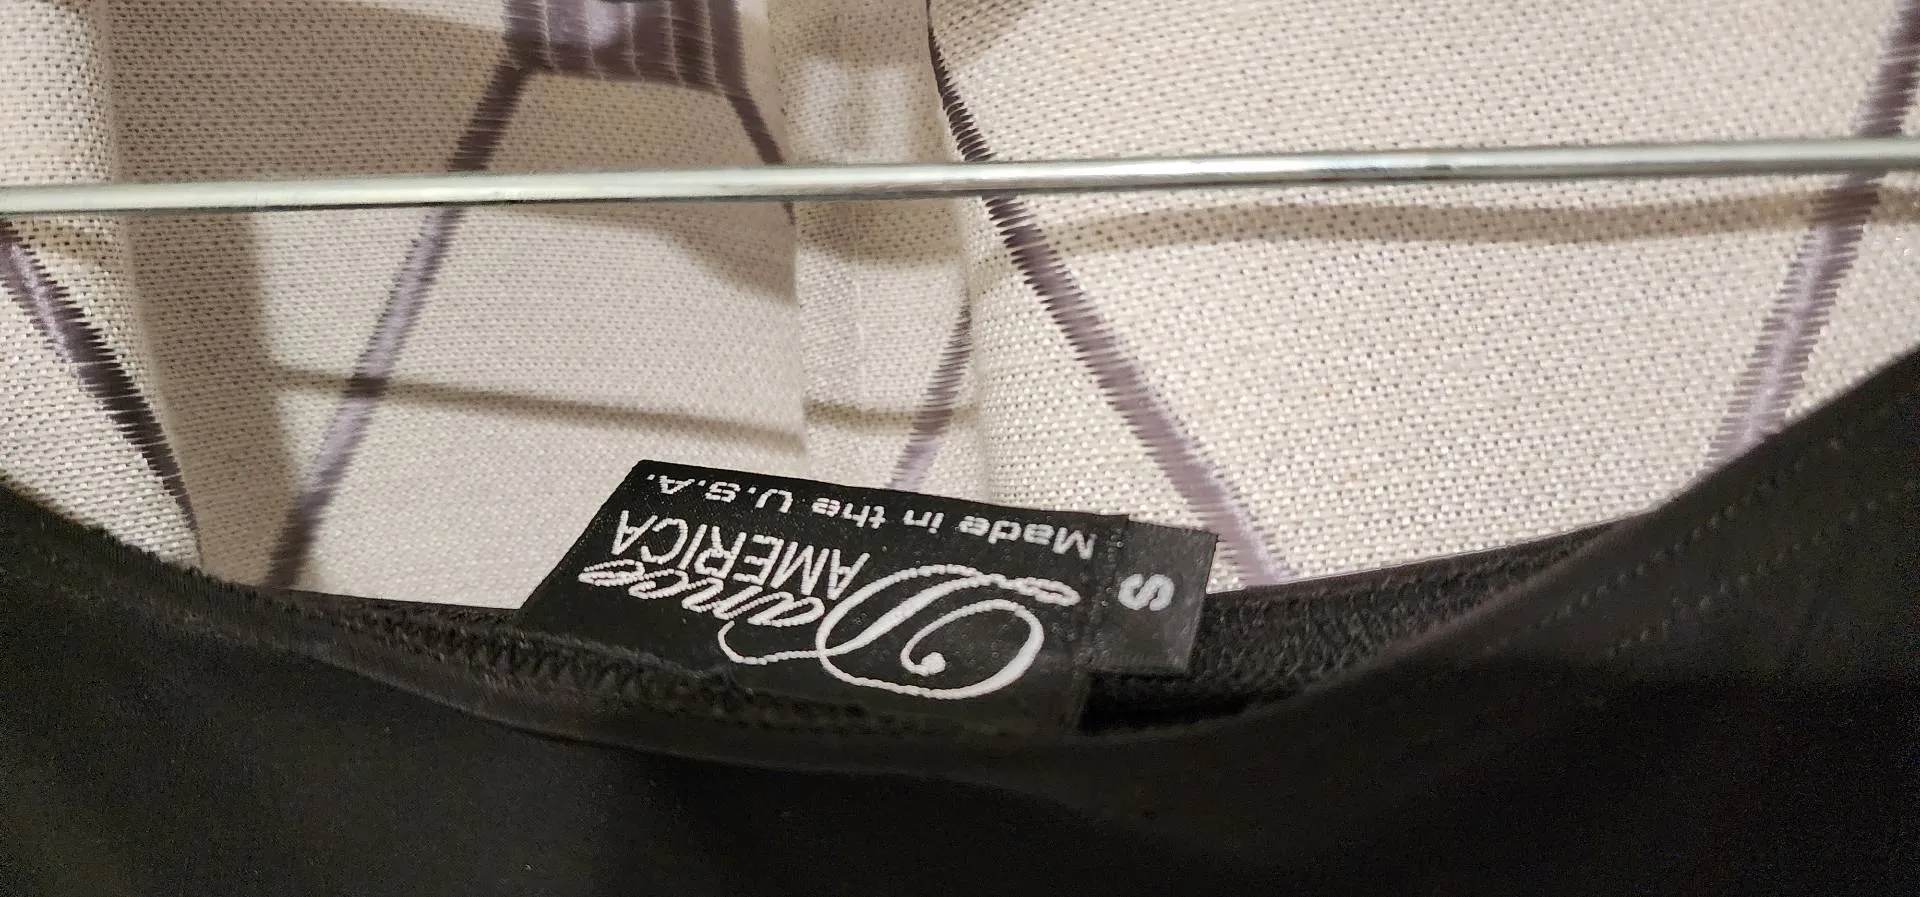 Dance
AMERICA
Made in the U.S.A.
S